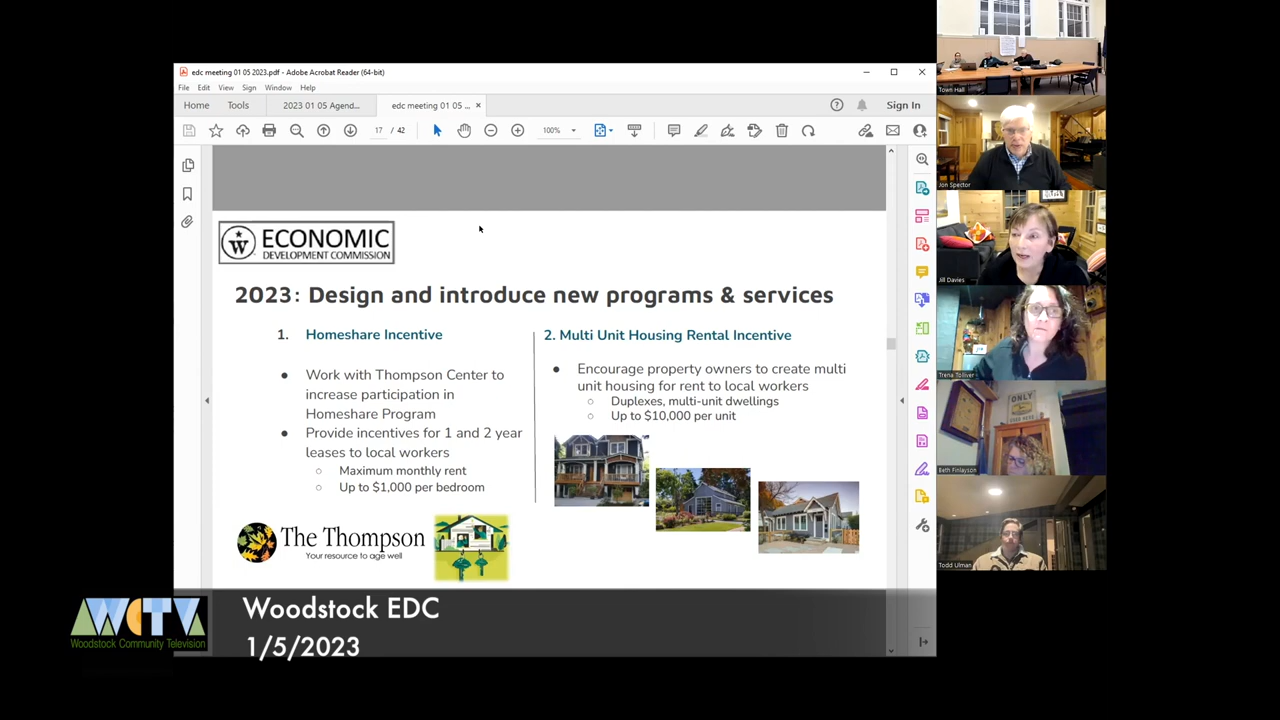 edc meeting 01 05 2023.pdf - Adobe Acrobat Reader (64-bit)
File Edit View Sign Window Help
Home Tools 2023 01 05 Agend... edc meeting 01 05 ... × Sign In
17 / 42 100%
W ECONOMIC
DEVELOPMENT COMMISSION
2023: Design and introduce new programs & services
1. Homeshare Incentive
● Work with Thompson Center to
increase participation in
Homeshare Program
● Provide incentives for 1 and 2 year
leases to local workers
○ Maximum monthly rent
○ Up to $1,000 per bedroom
The Thompson
Your resource to age well
2. Multi Unit Housing Rental Incentive
● Encourage property owners to create multi
unit housing for rent to local workers
○ Duplexes, multi-unit dwellings
○ Up to $10,000 per unit
Town Hall
Jon Spector
Jill Davies
Trena Tolliver
ONLY
Beth Finlayson
Todd Ulman
WCTV
Woodstock Community Television
Woodstock EDC
1/5/2023